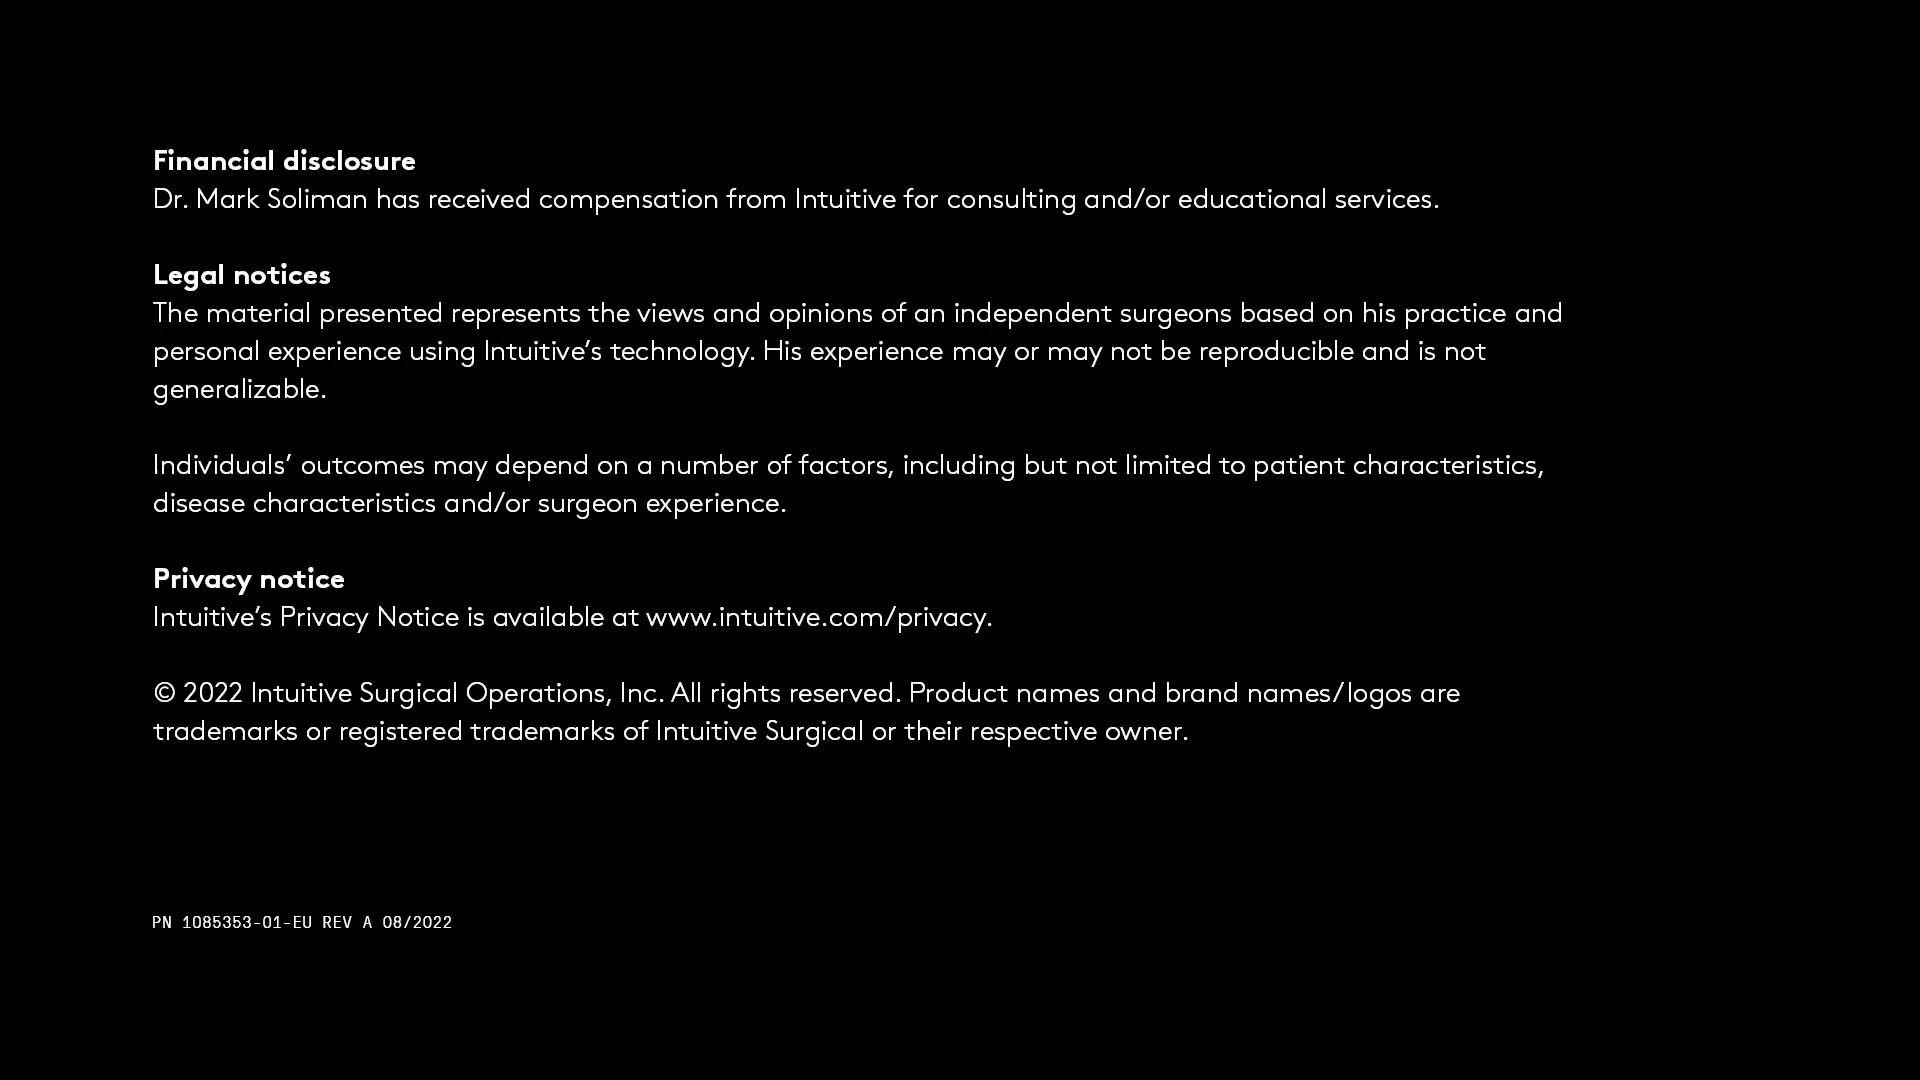 Financial disclosure
Dr. Mark Soliman has received compensation from Intuitive for consulting and/or educational services.
Legal notices
The material presented represents the views and opinions of an independent surgeons based on his practice and
personal experience using Intuitive’s technology. His experience may or may not be reproducible and is not
generalizable.
Individuals’ outcomes may depend on a number of factors, including but not limited to patient characteristics,
disease characteristics and/or surgeon experience.
Privacy notice
Intuitive’s Privacy Notice is available at www.intuitive.com/privacy.
© 2022 Intuitive Surgical Operations, Inc. All rights reserved. Product names and brand names/logos are
trademarks or registered trademarks of Intuitive Surgical or their respective owner.
PN 1085353-01-EU REV A 08/2022